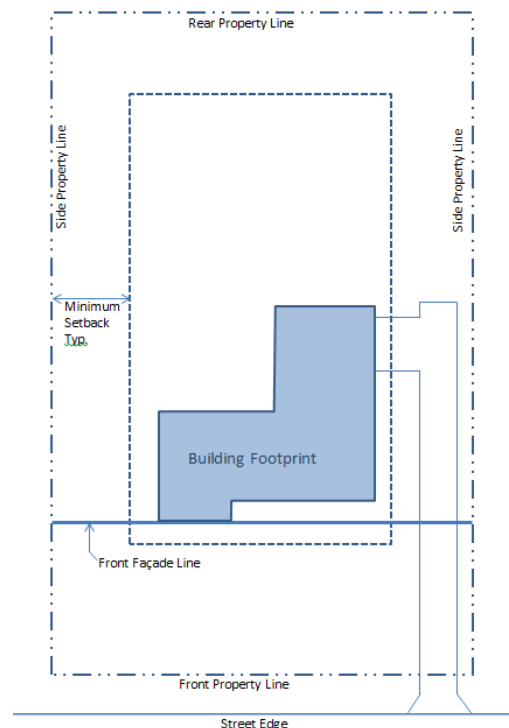 Rear Property Line
Side Property Line
Side Property Line
Minimum
Setback
Typ.
Building Footprint
Front Façade Line
Front Property Line
Street Edge